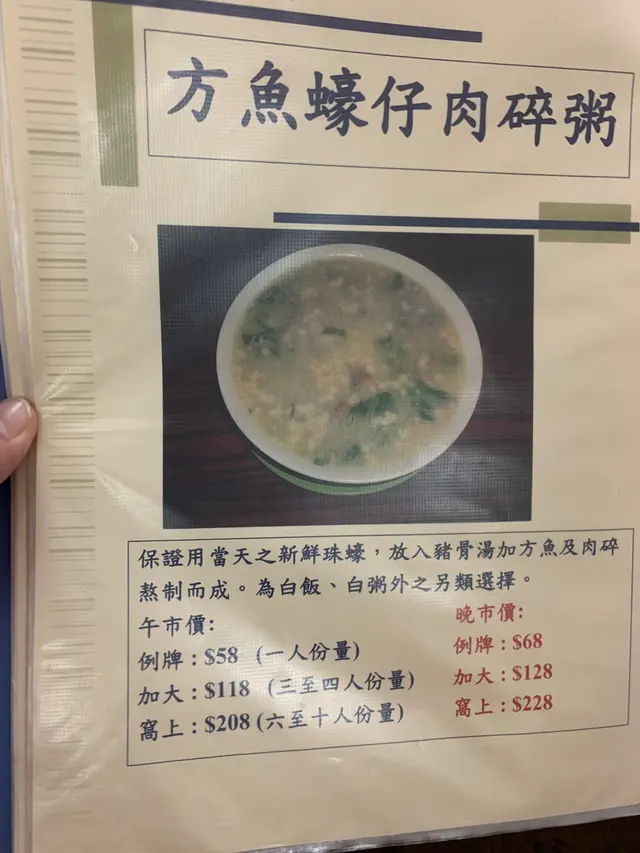 方魚蠔仔肉碎粥
保證用當天之新鮮珠蠔，放入豬骨湯加方魚及肉碎
熬制而成。為白飯、白粥外之另類選擇。
午市價:
例牌：$58 (一人份量)
加大：$118 (三至四人份量)
窩上：$208 (六至十人份量)
晚市價:
例牌：$68
加大：$128
窩上：$228